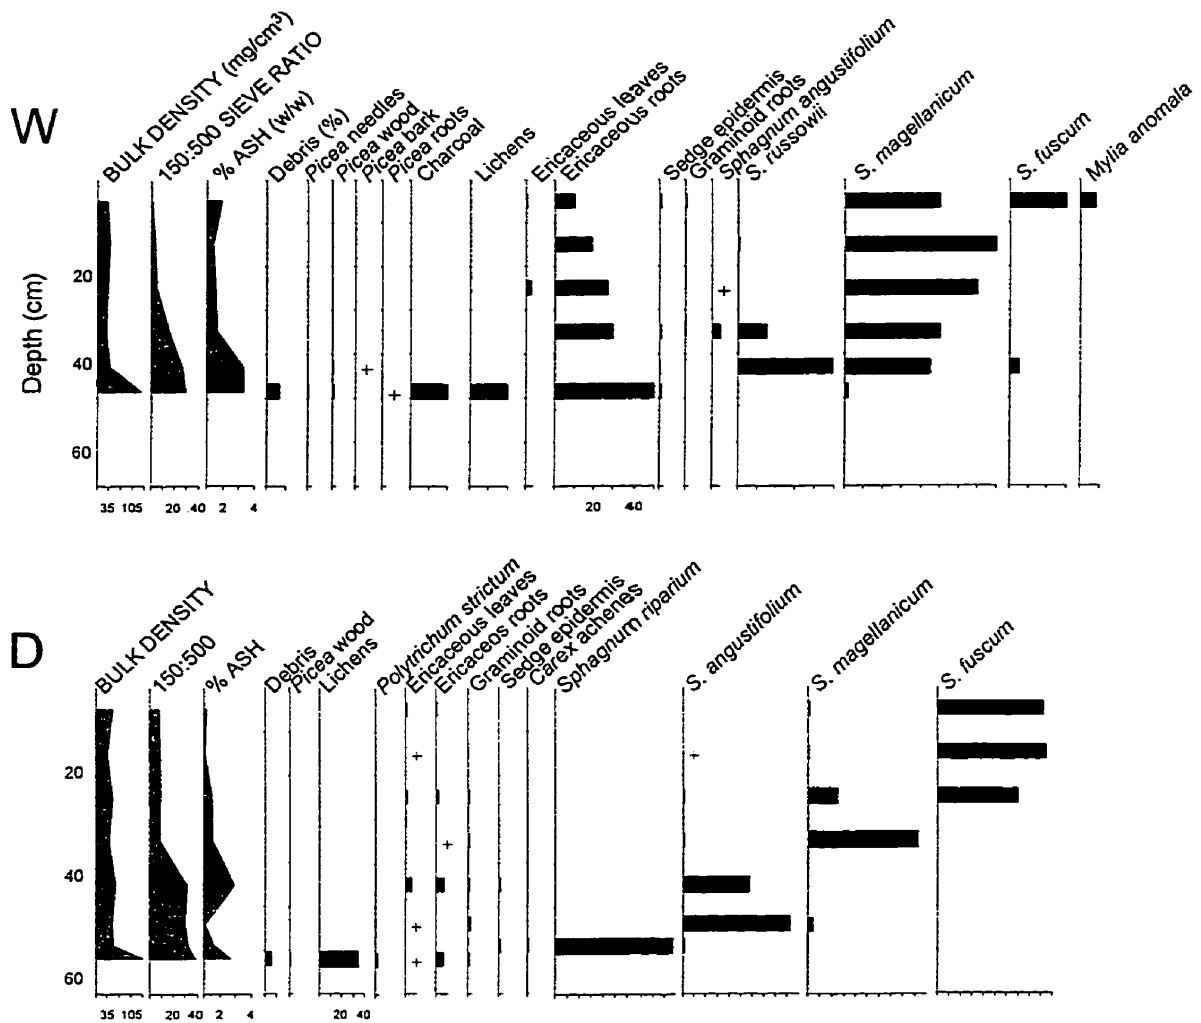 W
BULK DENSITY (mg/cm³)
150:500 SIEVE RATIO
% ASH (w/w)
Debris (%)
Picea needles
Picea wood
Picea bark
Picea roots
Charcoal
Lichens
Ericaceous leaves
Ericaceous roots
Sedge epidermis
Graminoid roots
Sphagnum angustifolium
S. russowii
S. magellanicum
S. fuscum
Mylia anomala
Depth (cm)
20
+
40
+
+
60
35 105 20 40 2 4 20 40
D
BULK DENSITY
150:500
% ASH
Debris
Picea wood
Lichens
Polytrichum strictum
Ericaceous leaves
Ericaceos roots
Graminoid roots
Sedge epidermis
Carex achenes
Sphagnum riparium
S. angustifolium
S. magellanicum
S. fuscum
+ +
20
+
40
+
+
60
35 105 20 40 2 4 20 40